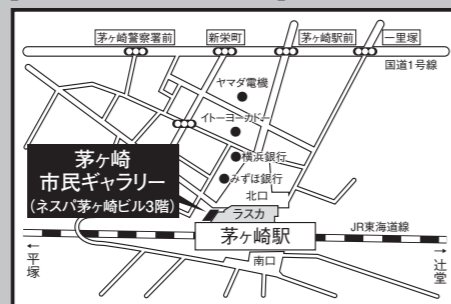 茅ヶ崎警察署前
新栄町
茅ヶ崎駅前
一里塚
国道1号線
ヤマダ電機
イトーヨーカドー
横浜銀行
みずほ銀行
茅ヶ崎
市民ギャラリー
(ネスパ茅ヶ崎ビル3階)
北口
ラスカ
茅ヶ崎駅
JR東海道線
南口
←平塚
→辻堂